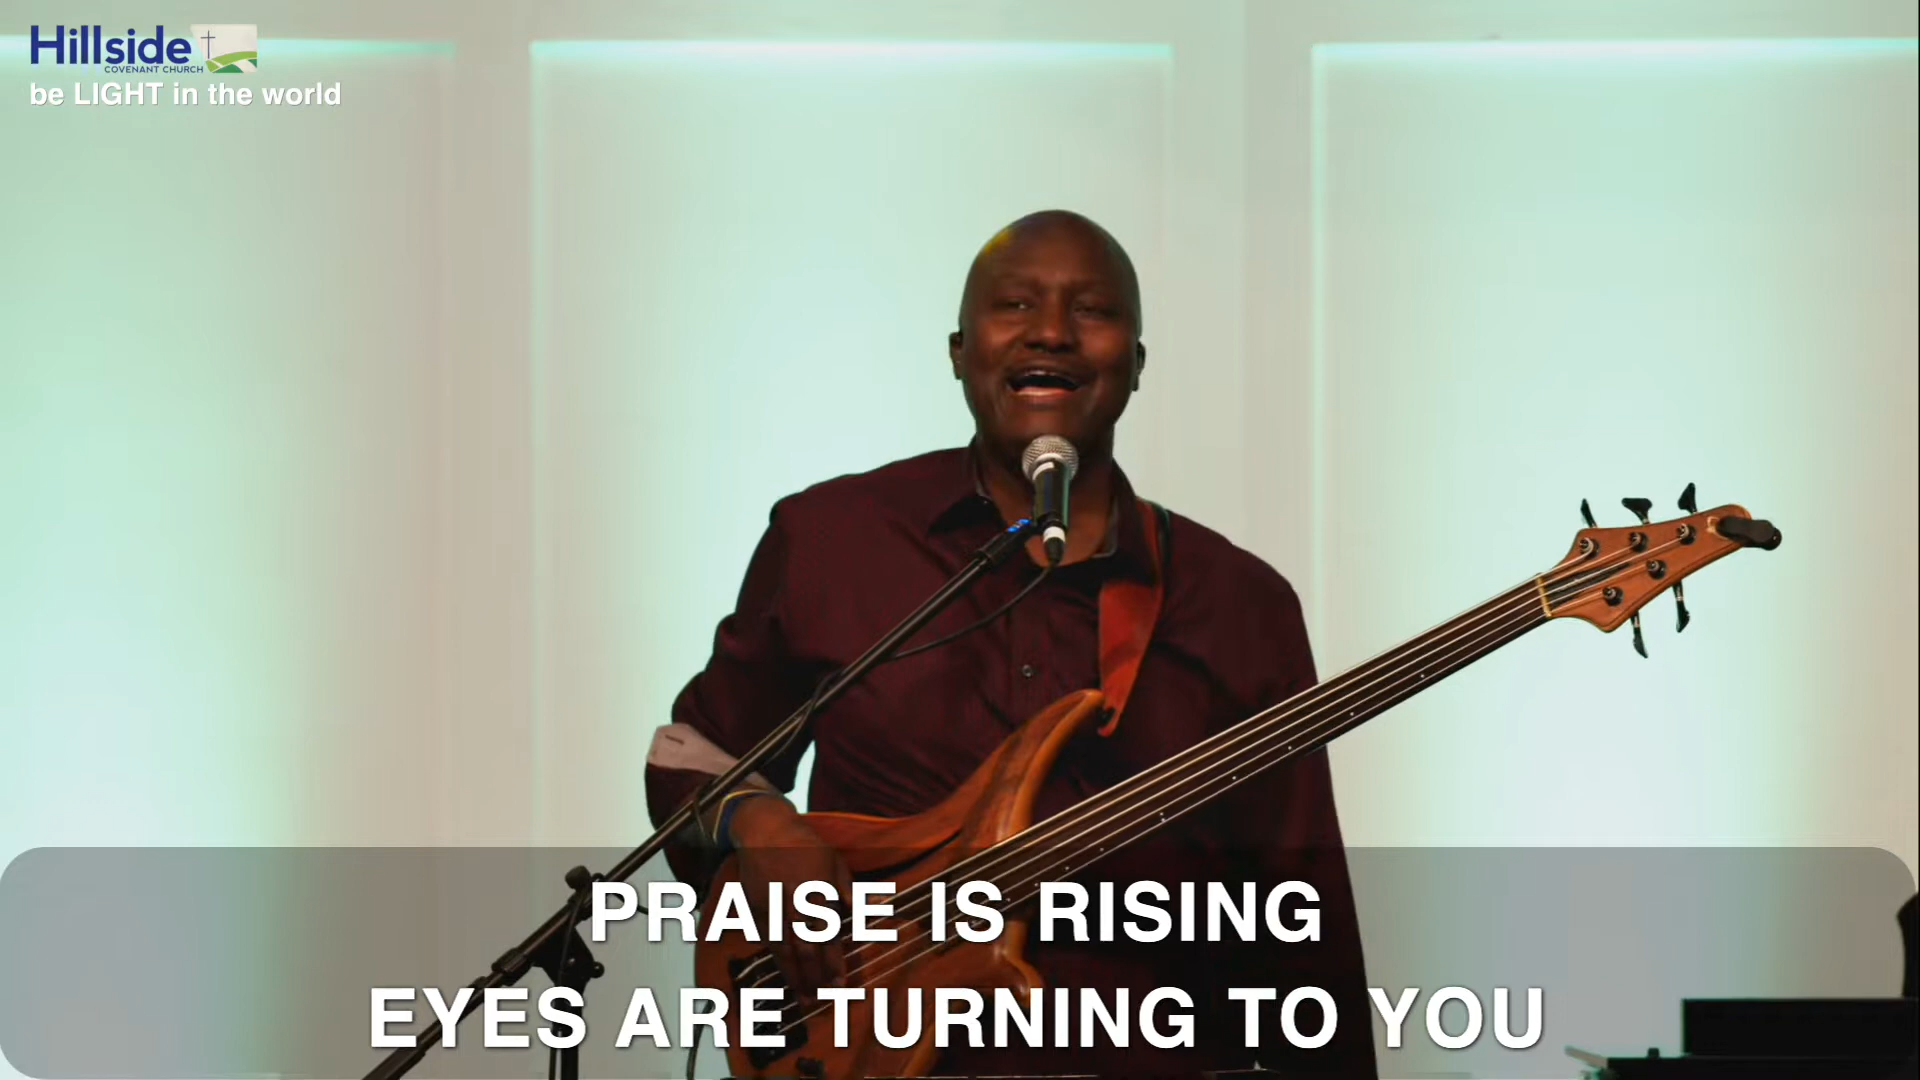 Hillside
COVENANT CHURCH
be LIGHT in the world
PRAISE IS RISING
EYES ARE TURNING TO YOU